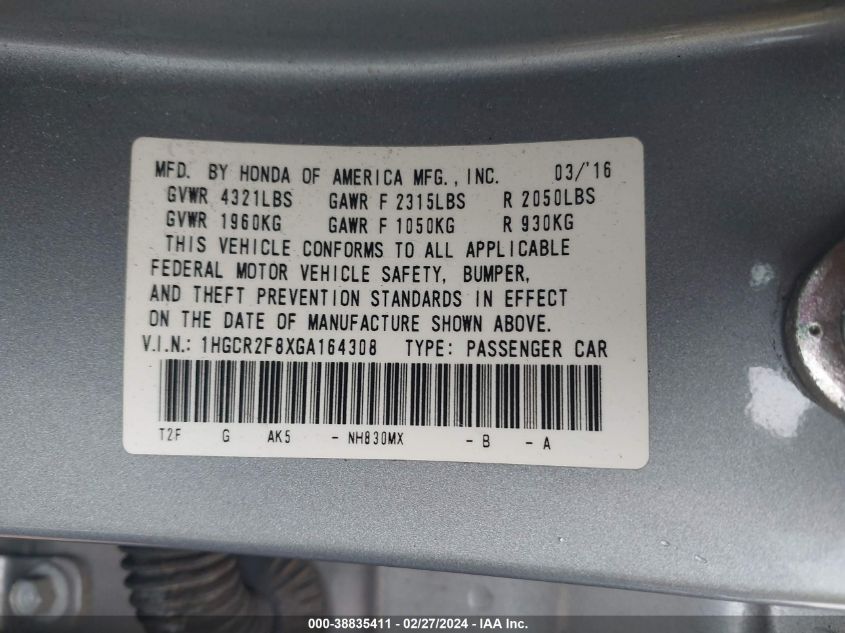 MFD. BY HONDA OF AMERICA MFG., INC. 03/'16
GVWR 4321LBS GAWR F 2315LBS R 2050LBS
GVWR 1960KG GAWR F 1050KG R 930KG
THIS VEHICLE CONFORMS TO ALL APPLICABLE
FEDERAL MOTOR VEHICLE SAFETY, BUMPER,
AND THEFT PREVENTION STANDARDS IN EFFECT
ON THE DATE OF MANUFACTURE SHOWN ABOVE.
V.I.N.: 1HGCR2F8XGA164308 TYPE: PASSENGER CAR
T2F G AK5 - NH830MX - B - A
000-38835411 - 02/27/2024 - © IAA Inc.